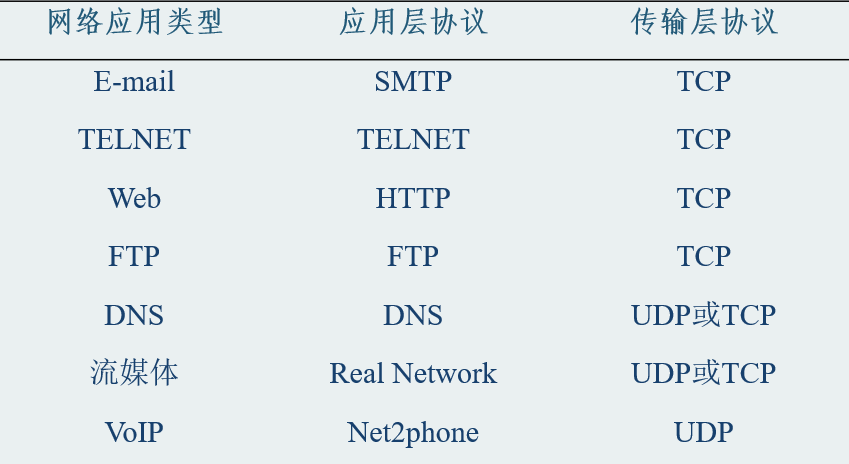 网络应用类型 应用层协议 传输层协议
E-mail SMTP TCP
TELNET TELNET TCP
Web HTTP TCP
FTP FTP TCP
DNS DNS UDP或TCP
流媒体 Real Network UDP或TCP
VoIP Net2phone UDP